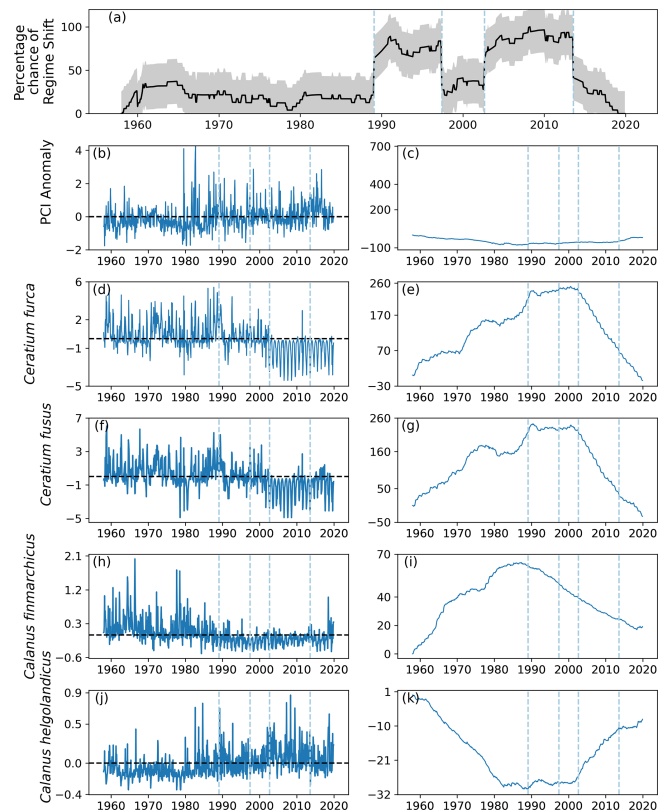 Percentage
chance of
Regime Shift
(a)
120
100
80
60
40
20
0
1960 1970 1980 1990 2000 2010 2020
PCI Anomaly
(b)
4
2
0
−2
1960 1970 1980 1990 2000 2010 2020
(c)
700
400
200
−100
1960 1970 1980 1990 2000 2010 2020
Ceratium furca
(d)
6
2
−1
−5
1960 1970 1980 1990 2000 2010 2020
(e)
260
170
70
−30
1960 1970 1980 1990 2000 2010 2020
Ceratium fusus
(f)
7
3
−1
−5
1960 1970 1980 1990 2000 2010 2020
(g)
260
160
50
−50
1960 1970 1980 1990 2000 2010 2020
Calanus finmarchicus
(h)
2.1
1.2
0.3
−0.6
1960 1970 1980 1990 2000 2010 2020
(i)
70
40
20
0
1960 1970 1980 1990 2000 2010 2020
Calanus helgolandicus
(j)
0.9
0.5
0.0
−0.4
1960 1970 1980 1990 2000 2010 2020
(k)
1
−10
−21
−32
1960 1970 1980 1990 2000 2010 2020